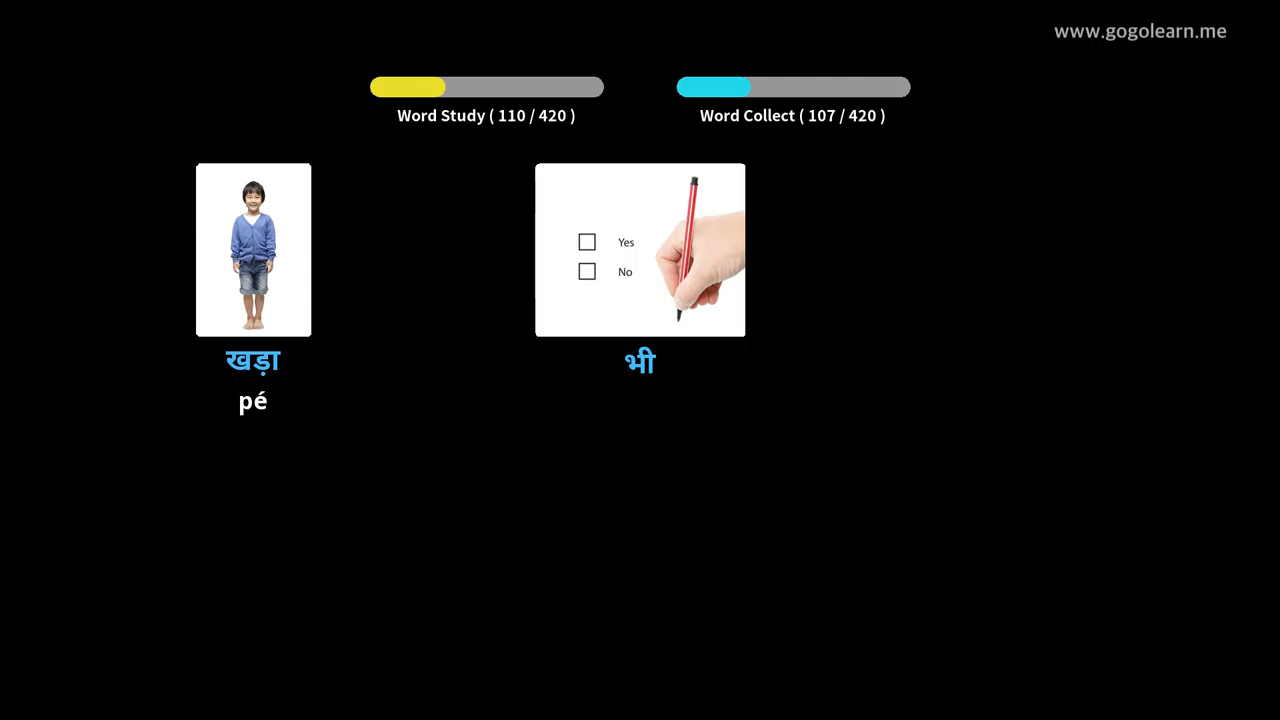 www.gogolearn.me
Word Study ( 110 / 420 )
Word Collect ( 107 / 420 )
Yes
No
खड़ा
भी
pé